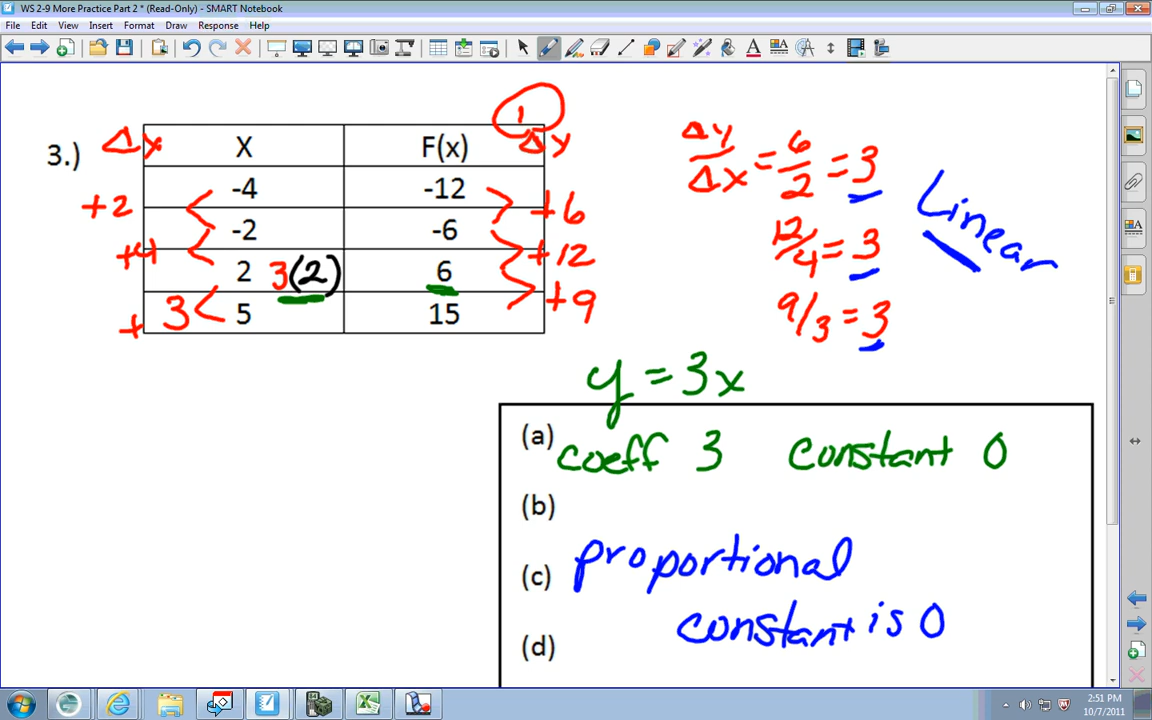 WS 2-9 More Practice Part 2 * (Read-Only) - SMART Notebook
File Edit View Insert Format Draw Response Help
3.)
Δx X F(x) Δy
-4 -12
+2 +6
-2 -6
+4 +12
2 3(2) 6
+3 +9
5 15
Δy/Δx = 6/2 = 3
12/4 = 3
9/3 = 3
Linear
y = 3x
(a) coeff 3 constant 0
(b)
(c) proportional
constant is 0
(d)
2:51 PM
10/7/2011